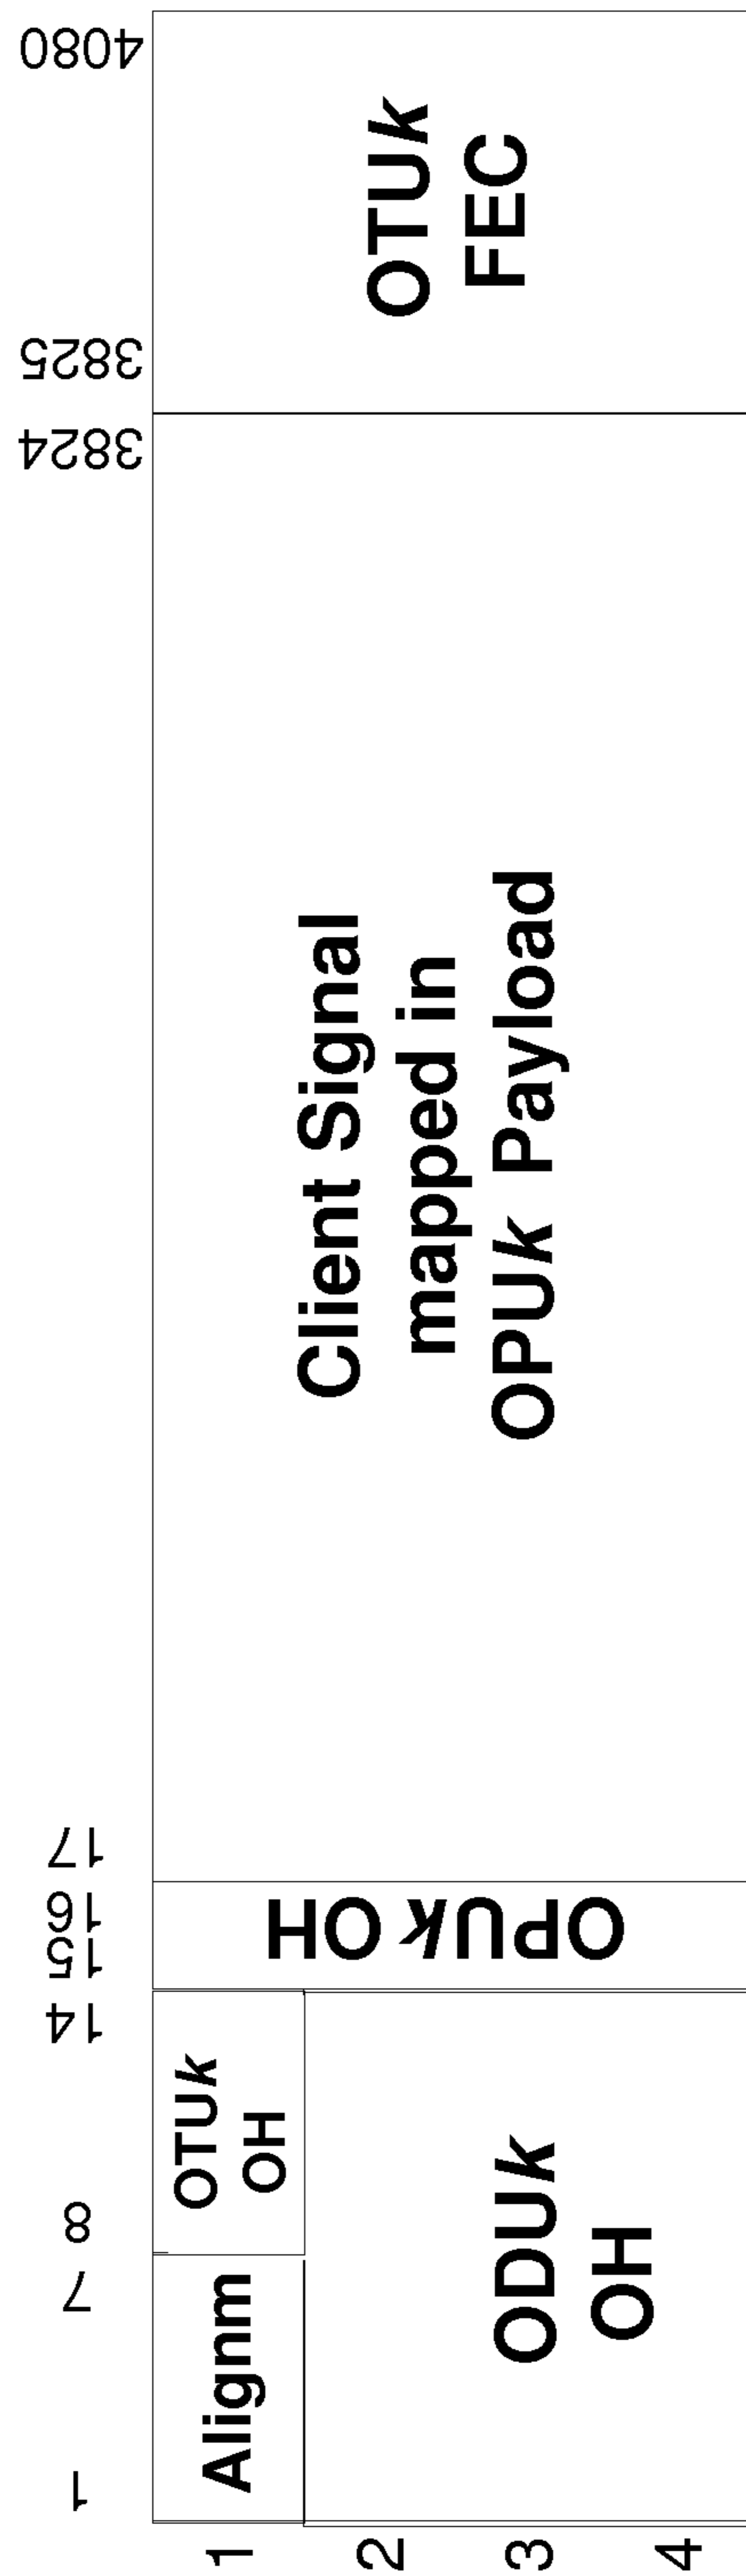 1
7
8
14
15
16
17
3824
3825
4080
1
2
3
4
Alignm
OTUk
OH
ODUk
OH
OPUk OH
Client Signal
mapped in
OPUk Payload
OTUk
FEC